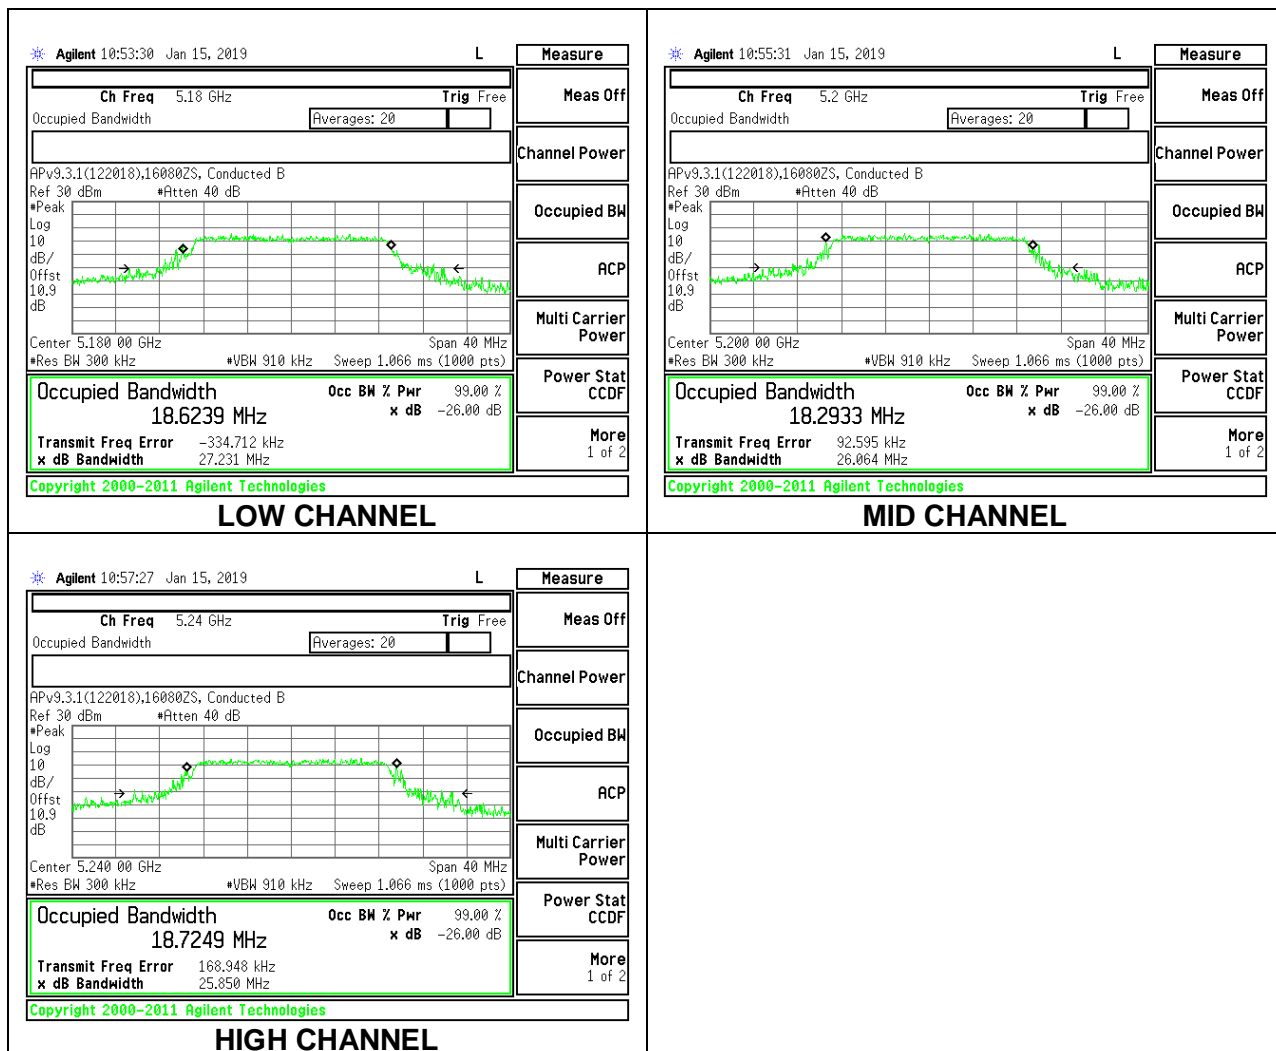 Agilent 10:53:30 Jan 15, 2019 L Measure
Ch Freq 5.18 GHz Trig Free
Meas Off
Occupied Bandwidth Averages: 20
Channel Power
APv9.3.1(122018),16080ZS, Conducted B
Ref 30 dBm #Atten 40 dB
#Peak
Log
10
dB/
Offst
10.9
dB
Occupied BW
ACP
Multi Carrier
Power
Center 5.180 00 GHz Span 40 MHz
#Res BW 300 kHz #VBW 910 kHz Sweep 1.066 ms (1000 pts)
Power Stat
CCDF
Occupied Bandwidth Occ BW % Pwr 99.00 %
18.6239 MHz x dB -26.00 dB
Transmit Freq Error -334.712 kHz
x dB Bandwidth 27.231 MHz
More
1 of 2
Copyright 2000-2011 Agilent Technologies
LOW CHANNEL
Agilent 10:55:31 Jan 15, 2019 L Measure
Ch Freq 5.2 GHz Trig Free
Meas Off
Occupied Bandwidth Averages: 20
Channel Power
APv9.3.1(122018),16080ZS, Conducted B
Ref 30 dBm #Atten 40 dB
#Peak
Log
10
dB/
Offst
10.9
dB
Occupied BW
ACP
Multi Carrier
Power
Center 5.200 00 GHz Span 40 MHz
#Res BW 300 kHz #VBW 910 kHz Sweep 1.066 ms (1000 pts)
Power Stat
CCDF
Occupied Bandwidth Occ BW % Pwr 99.00 %
18.2933 MHz x dB -26.00 dB
Transmit Freq Error 92.595 kHz
x dB Bandwidth 26.064 MHz
More
1 of 2
Copyright 2000-2011 Agilent Technologies
MID CHANNEL
Agilent 10:57:27 Jan 15, 2019 L Measure
Ch Freq 5.24 GHz Trig Free
Meas Off
Occupied Bandwidth Averages: 20
Channel Power
APv9.3.1(122018),16080ZS, Conducted B
Ref 30 dBm #Atten 40 dB
#Peak
Log
10
dB/
Offst
10.9
dB
Occupied BW
ACP
Multi Carrier
Power
Center 5.240 00 GHz Span 40 MHz
#Res BW 300 kHz #VBW 910 kHz Sweep 1.066 ms (1000 pts)
Power Stat
CCDF
Occupied Bandwidth Occ BW % Pwr 99.00 %
18.7249 MHz x dB -26.00 dB
Transmit Freq Error 168.948 kHz
x dB Bandwidth 25.850 MHz
More
1 of 2
Copyright 2000-2011 Agilent Technologies
HIGH CHANNEL